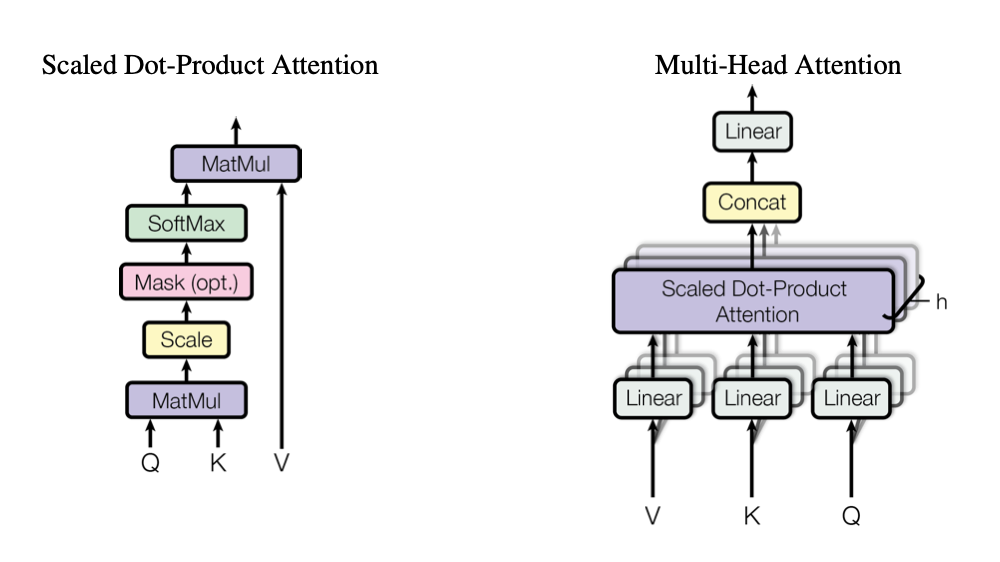 Scaled Dot-Product Attention
MatMul
SoftMax
Mask (opt.)
Scale
MatMul
Q K V
Multi-Head Attention
Linear
Concat
Scaled Dot-Product
Attention
h
Linear Linear Linear
V K Q